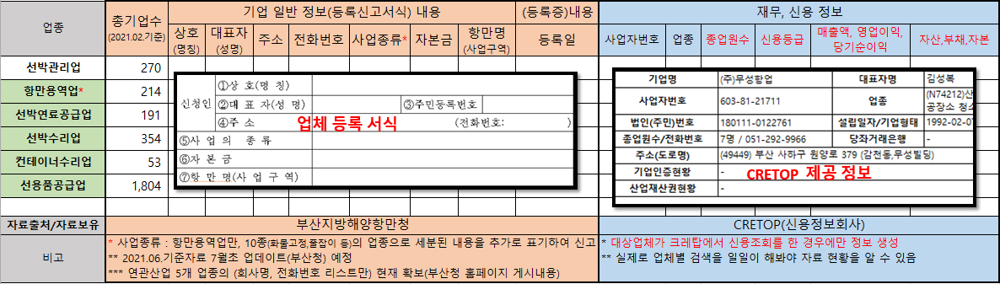 업종
총기업수
(2021.02.기준)
기업 일반 정보(등록신고서식) 내용
(등록증)내용
재무, 신용 정보
상호
(명칭)
대표자
(성명)
주소
전화번호
사업종류*
자본금
항만명
(사업구역)
등록일
사업자번호
업종
종업원수
신용등급
매출액, 영업이익,
당기순이익
자산,부채,자본
선박관리업 270
항만용역업* 214
선박연료공급업 191
선박수리업 354
컨테이너수리업 53
선용품공급업 1,804
신청인
①상 호(명 칭)
②대 표 자(성 명)
③주민등록번호
④주 소
(전화번호: )
⑤사 업 의 종 류
⑥자 본 금
⑦항 만 명(사 업 구 역)
업체 등록 서식
기업명 (주)무성항업 대표자명 김성복
사업자번호 603-81-21711 업종 (N74212)산
공장소 청소
법인(주민)번호 180111-0122761 설립일자/기업형태 1992-02-0
종업원수/전화번호 7명 / 051-292-9966 당좌거래은행 -
주소(도로명) (49449) 부산 사하구 원양로 379 (감천동,무성빌딩)
기업인증현황 -
산업재산권현황 -
CRETOP 제공 정보
자료출처/자료보유 부산지방해양항만청 CRETOP(신용정보회사)
비고
* 사업종류 : 항만용역업만, 10종(화물고정,줄잡이 등)의 업종으로 세분된 내용을 추가로 표기하여 신고
** 2021.06.기준자료 7월초 업데이트(부산청) 예정
*** 연관산업 5개 업종의 (회사명, 전화번호 리스트만) 현재 확보(부산청 홈페이지 게시내용)
* 대상업체가 크레탑에서 신용조회를 한 경우에만 정보 생성
** 실제로 업체별 검색을 일일이 해봐야 자료 현황을 알 수 있음